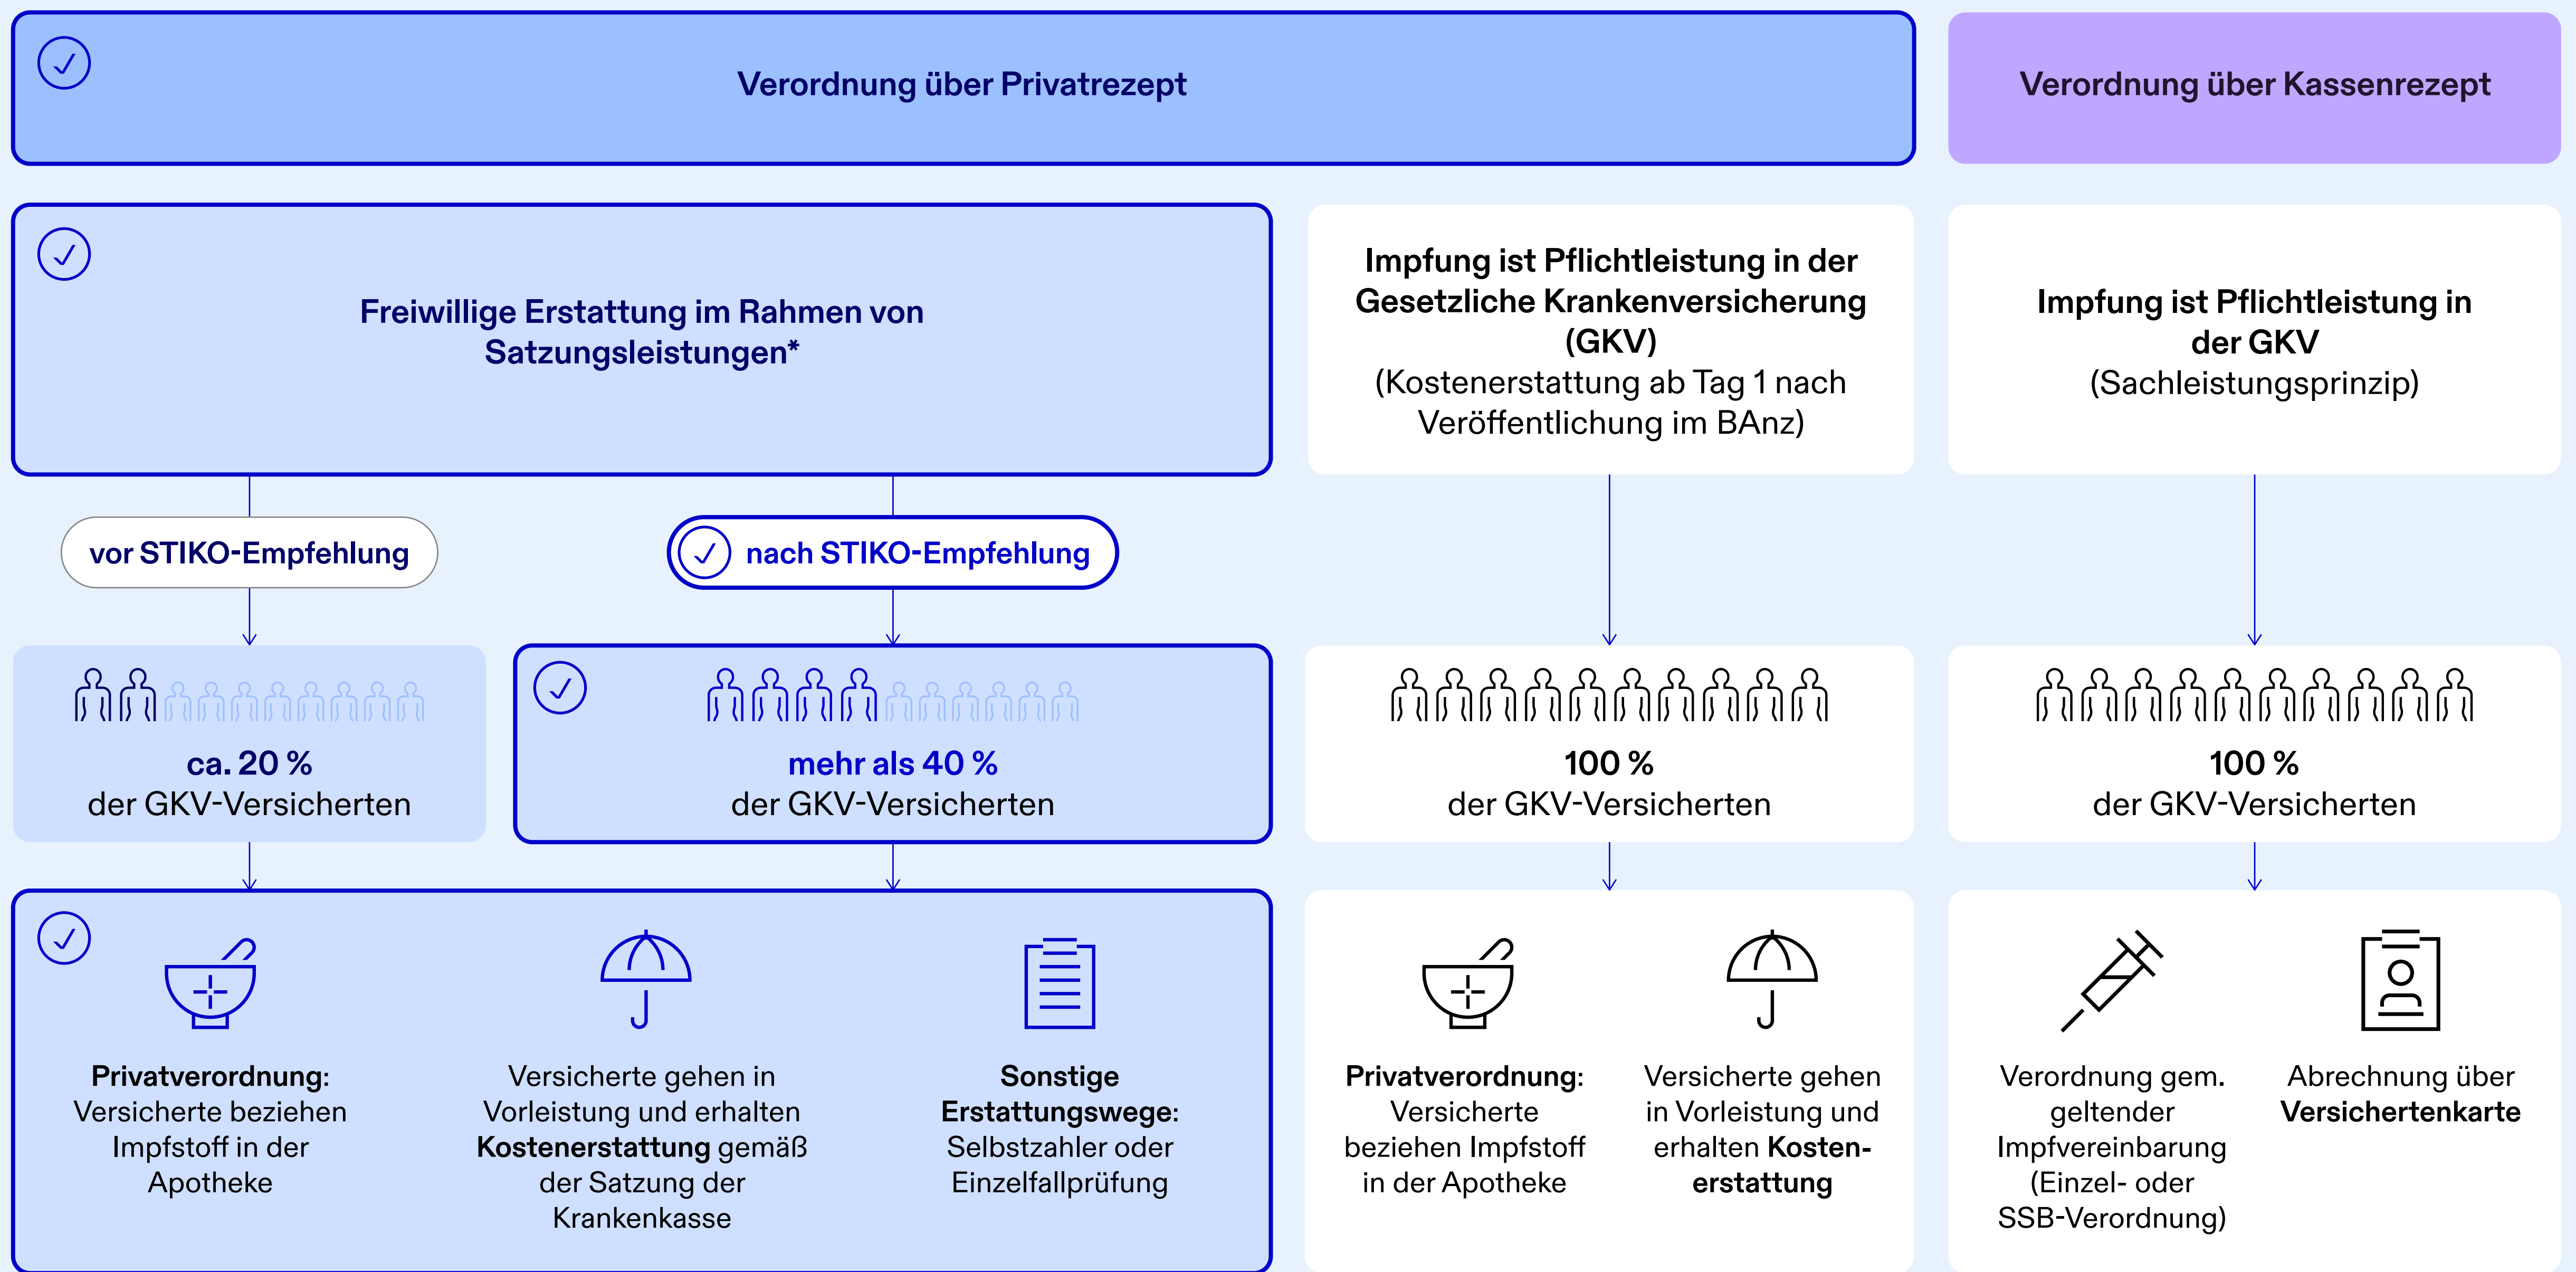 Verordnung über Privatrezept
Verordnung über Kassenrezept
Freiwillige Erstattung im Rahmen von
Satzungsleistungen*
Impfung ist Pflichtleistung in der
Gesetzliche Krankenversicherung
(GKV)
(Kostenerstattung ab Tag 1 nach
Veröffentlichung im BAnz)
Impfung ist Pflichtleistung in
der GKV
(Sachleistungsprinzip)
vor STIKO-Empfehlung
nach STIKO-Empfehlung
ca. 20 %
der GKV-Versicherten
mehr als 40 %
der GKV-Versicherten
100 %
der GKV-Versicherten
100 %
der GKV-Versicherten
Privatverordnung:
Versicherte beziehen
Impfstoff in der
Apotheke
Versicherte gehen in
Vorleistung und erhalten
Kostenerstattung gemäß
der Satzung der
Krankenkasse
Sonstige
Erstattungswege:
Selbstzahler oder
Einzelfallprüfung
Privatverordnung:
Versicherte
beziehen Impfstoff
in der Apotheke
Versicherte gehen
in Vorleistung und
erhalten Kosten-
erstattung
Verordnung gem.
geltender
Impfvereinbarung
(Einzel- oder
SSB-Verordnung)
Abrechnung über
Versichertenkarte